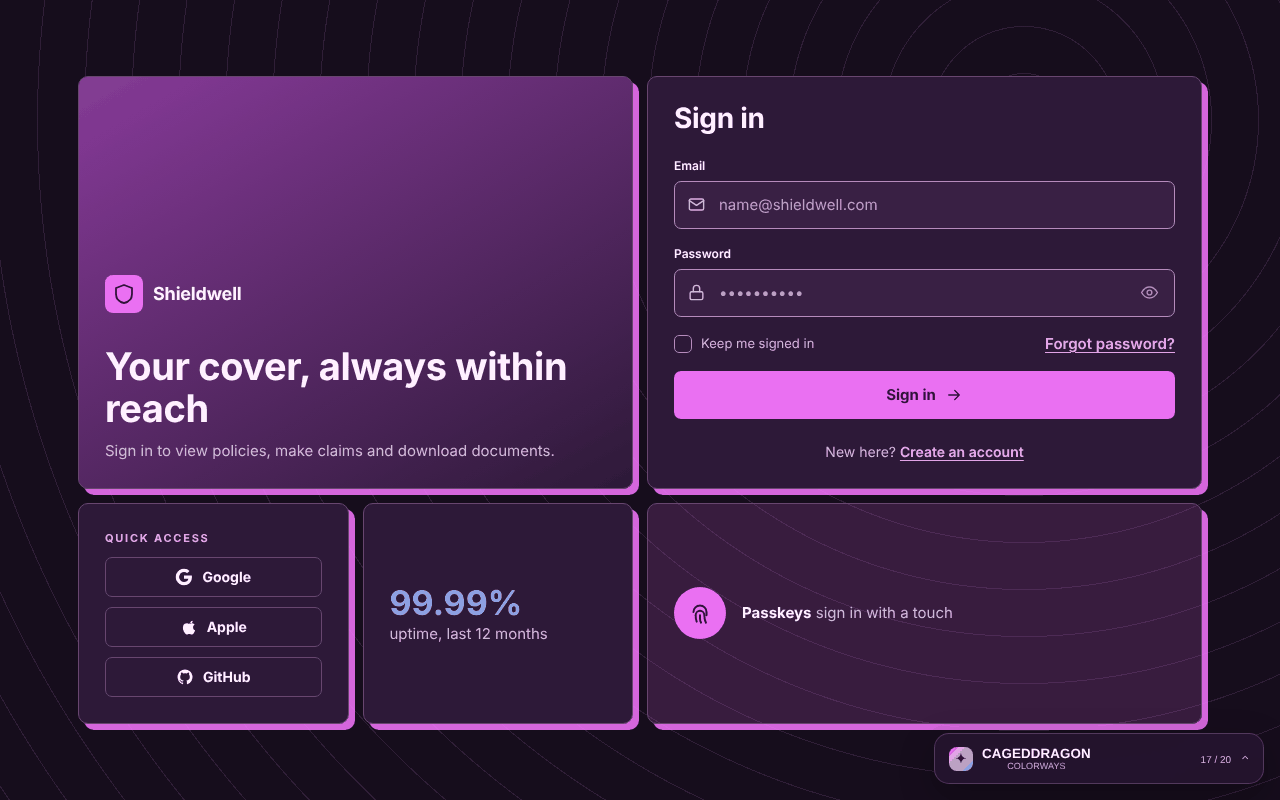 Shieldwell
Your cover, always within
reach
Sign in to view policies, make claims and download documents.
Sign in
Email
name@shieldwell.com
Password
••••••••••
Keep me signed in
Forgot password?
Sign in →
New here? Create an account
QUICK ACCESS
Google
Apple
GitHub
99.99%
uptime, last 12 months
Passkeys sign in with a touch
CAGEDDRAGON
COLORWAYS
17 / 20